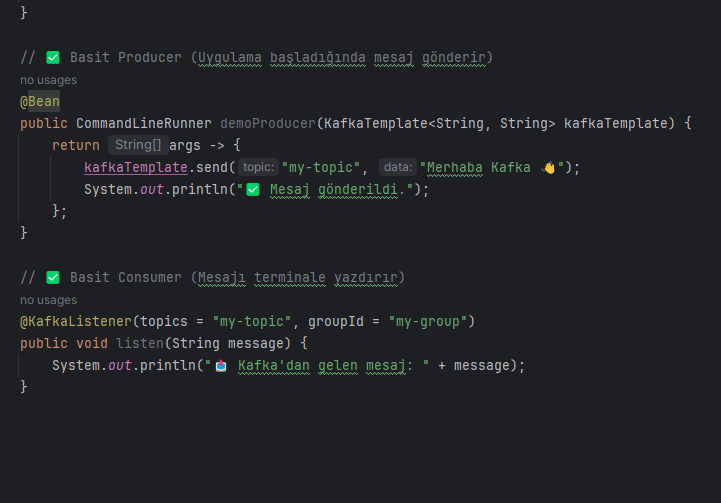 }
// ✅ Basit Producer (Uygulama başladığında mesaj gönderir)
no usages
@Bean
public CommandLineRunner demoProducer(KafkaTemplate<String, String> kafkaTemplate) {
return String[] args -> {
kafkaTemplate.send( topic: "my-topic", data: "Merhaba Kafka 👋");
System.out.println("✅ Mesaj gönderildi.");
};
}
// ✅ Basit Consumer (Mesajı terminale yazdırır)
no usages
@KafkaListener(topics = "my-topic", groupId = "my-group")
public void listen(String message) {
System.out.println("📥 Kafka'dan gelen mesaj: " + message);
}